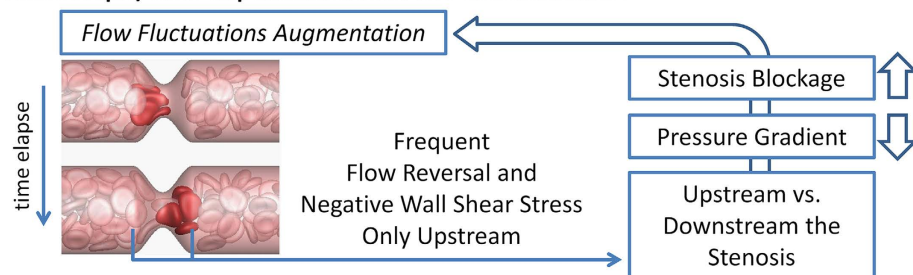 Flow Fluctuations Augmentation
time elapse
Frequent
Flow Reversal and
Negative Wall Shear Stress
Only Upstream
Stenosis Blockage
Pressure Gradient
Upstream vs.
Downstream the
Stenosis